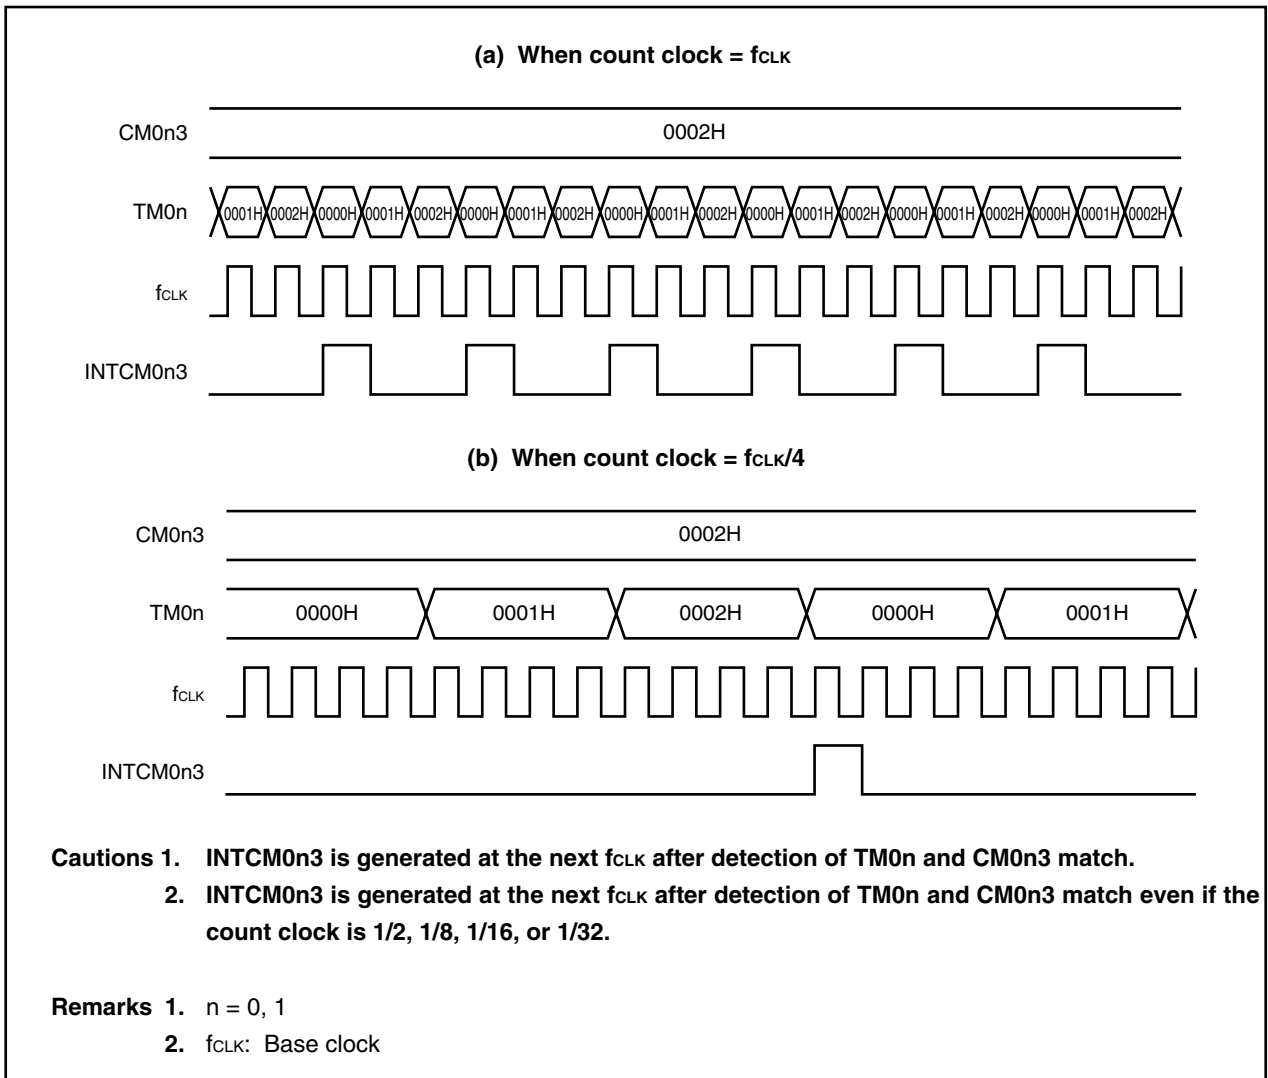 (a) When count clock = fCLK
CM0n3
0002H
TM0n
0001H 0002H 0000H 0001H 0002H 0000H 0001H 0002H 0000H 0001H 0002H 0000H 0001H 0002H 0000H 0001H 0002H 0000H 0001H 0002H
fCLK
INTCM0n3
(b) When count clock = fCLK/4
CM0n3
0002H
TM0n
0000H 0001H 0002H 0000H 0001H
fCLK
INTCM0n3
Cautions 1. INTCM0n3 is generated at the next fCLK after detection of TM0n and CM0n3 match.
2. INTCM0n3 is generated at the next fCLK after detection of TM0n and CM0n3 match even if the
count clock is 1/2, 1/8, 1/16, or 1/32.
Remarks 1. n = 0, 1
2. fCLK: Base clock